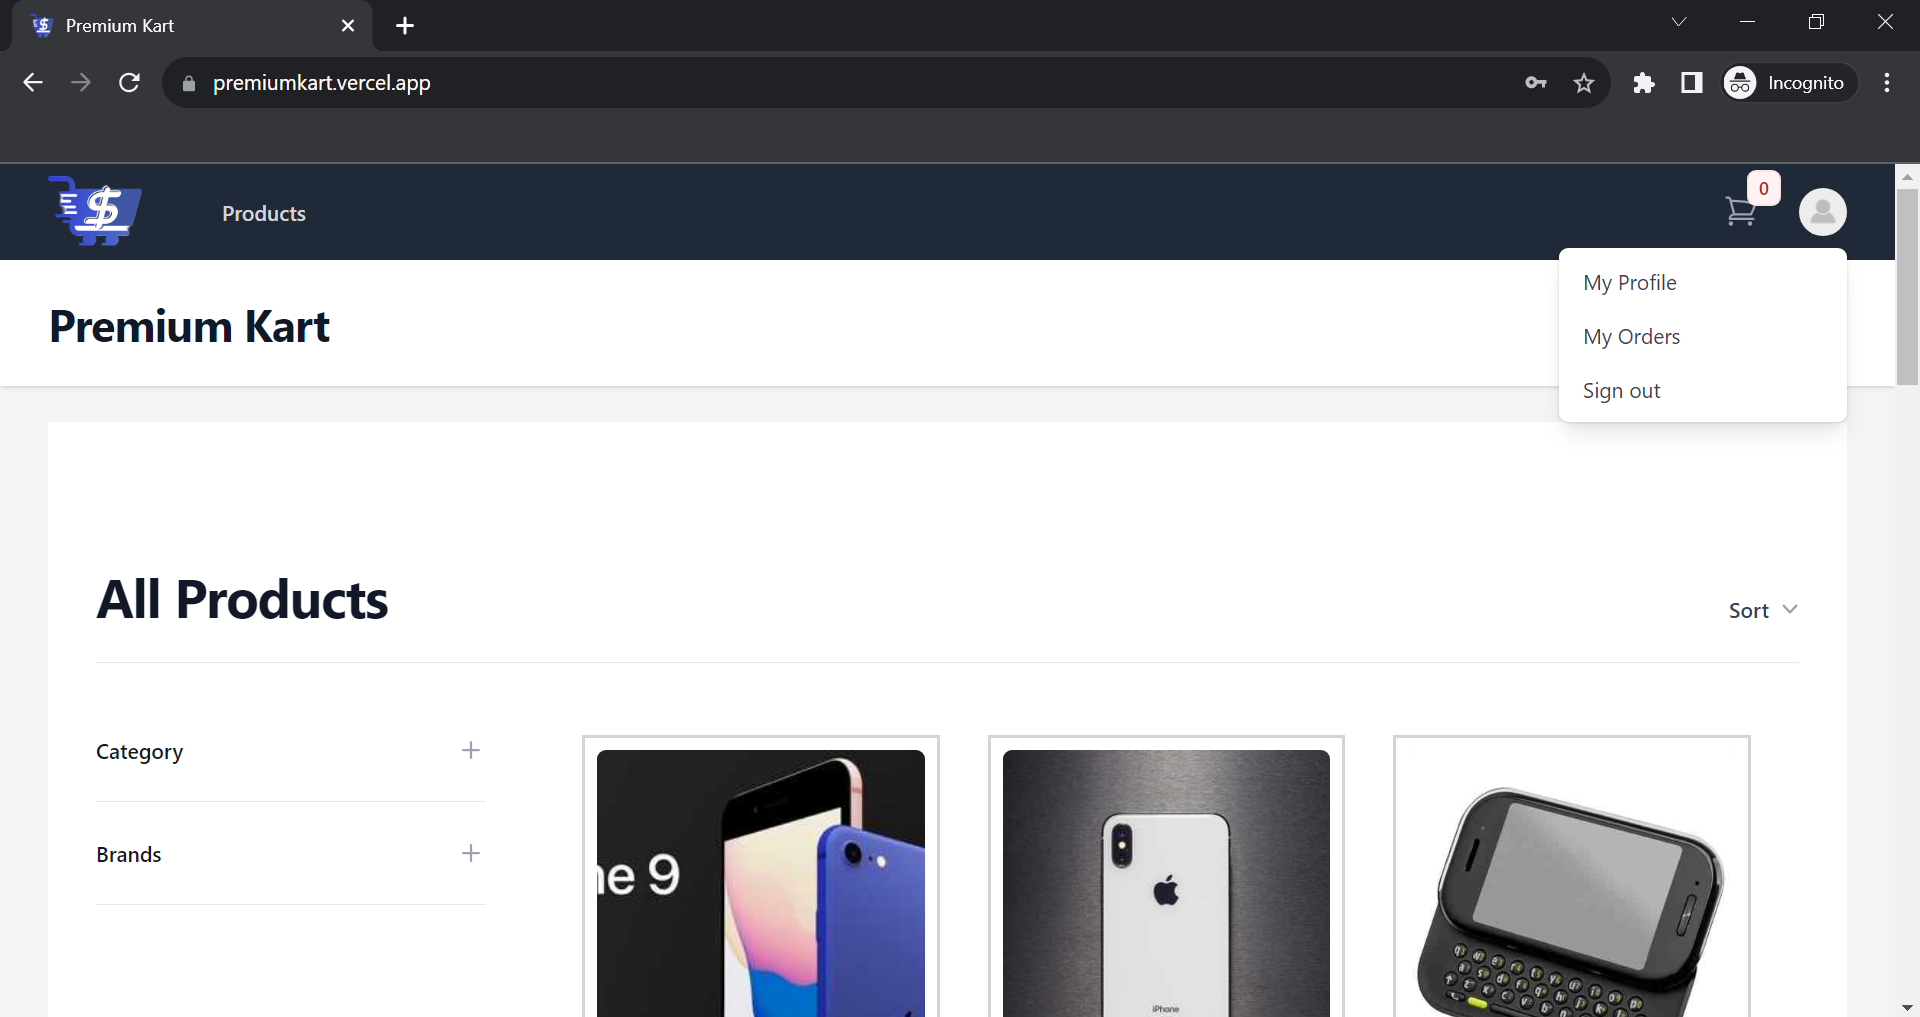 Premium Kart
premiumkart.vercel.app
Incognito
$
Products
0
My Profile
My Orders
Sign out
Premium Kart
All Products
Sort
Category
Brands
ne 9
iPhone